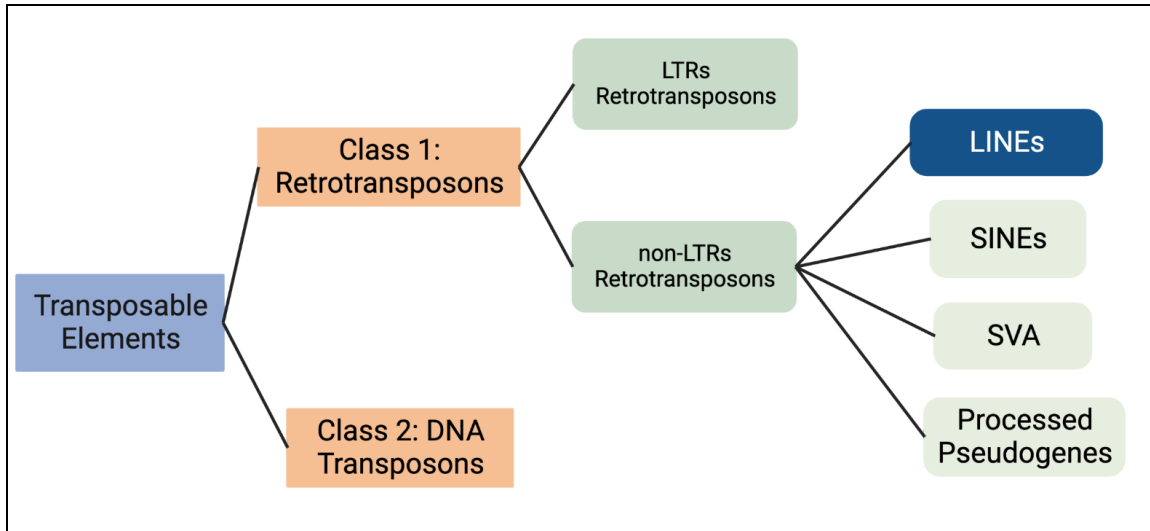 Transposable
Elements
Class 1:
Retrotransposons
Class 2: DNA
Transposons
LTRs
Retrotransposons
non-LTRs
Retrotransposons
LINEs
SINEs
SVA
Processed
Pseudogenes